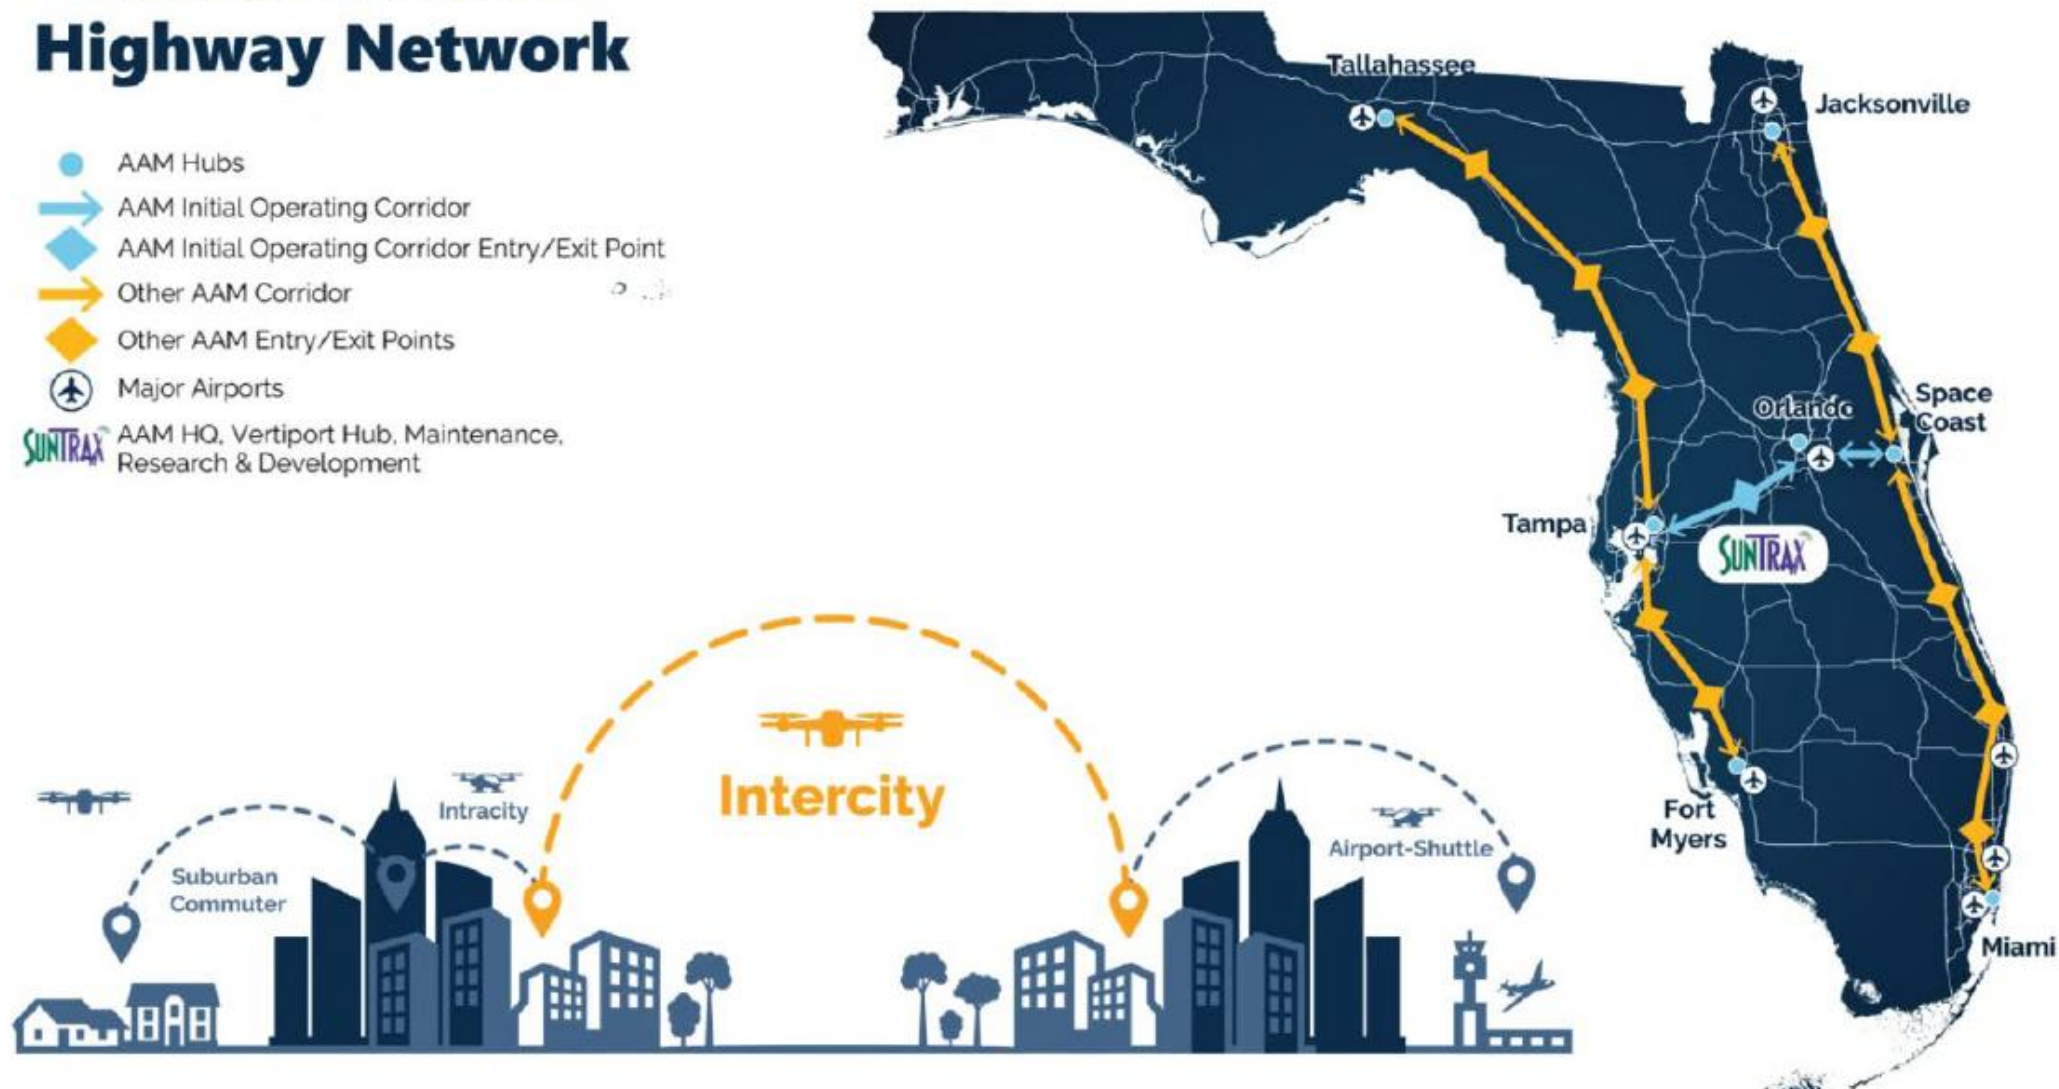 Highway Network
AAM Hubs
AAM Initial Operating Corridor
AAM Initial Operating Corridor Entry/Exit Point
Other AAM Corridor
Other AAM Entry/Exit Points
Major Airports
SUNTRAX
AAM HQ, Vertiport Hub, Maintenance,
Research & Development
Tallahassee
Jacksonville
Space
Coast
Orlando
Tampa
SUNTRAX
Fort
Myers
Miami
Intercity
Intracity
Suburban
Commuter
Airport-Shuttle